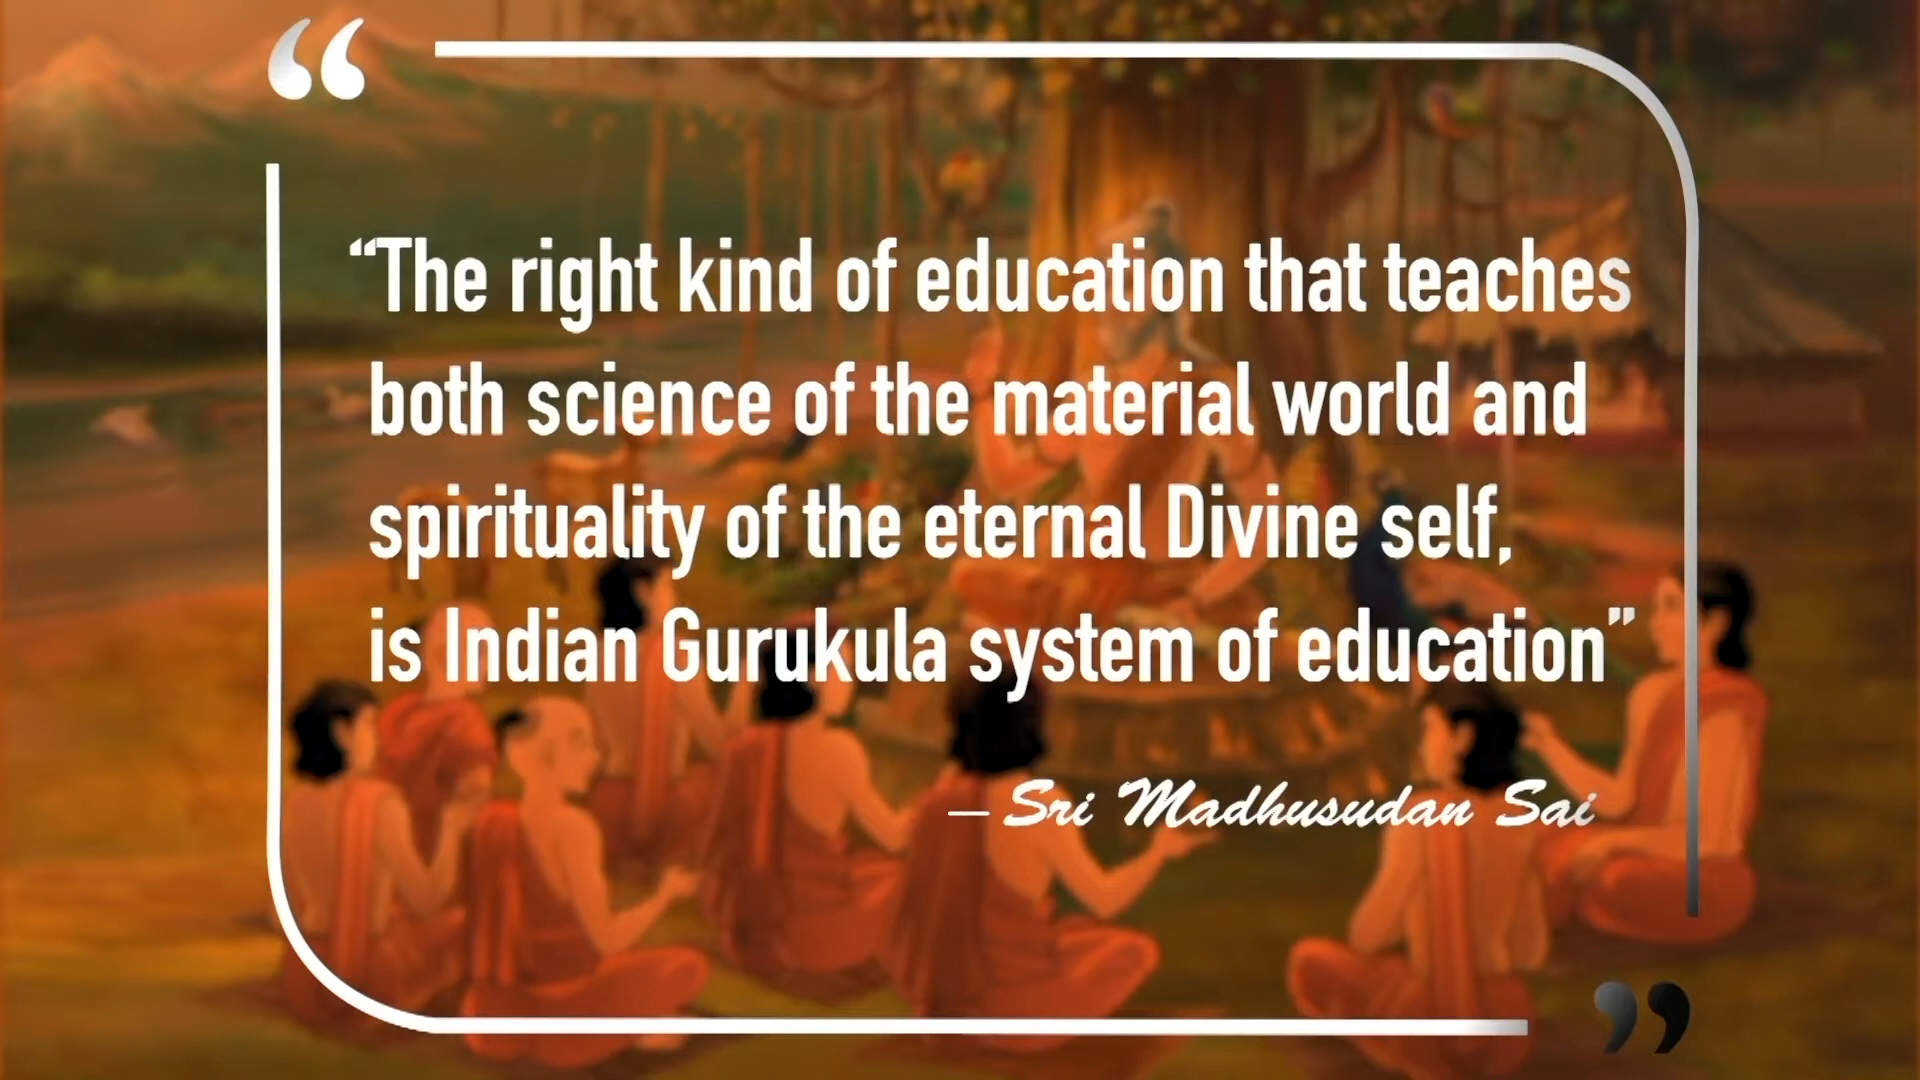 “The right kind of education that teaches
both science of the material world and
spirituality of the eternal Divine self,
is Indian Gurukula system of education”
– Sri Madhusudan Sai